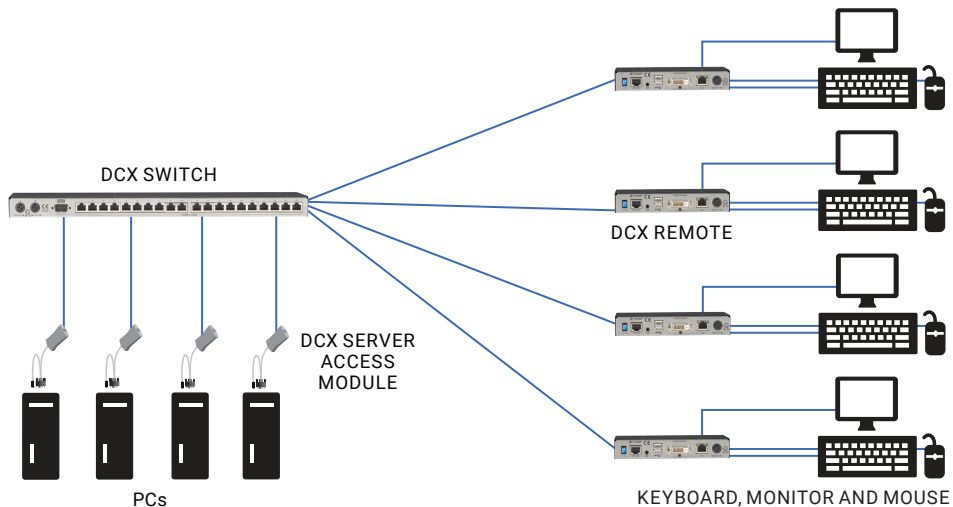 DCX SWITCH
DCX REMOTE
DCX SERVER
ACCESS
MODULE
PCs
KEYBOARD, MONITOR AND MOUSE